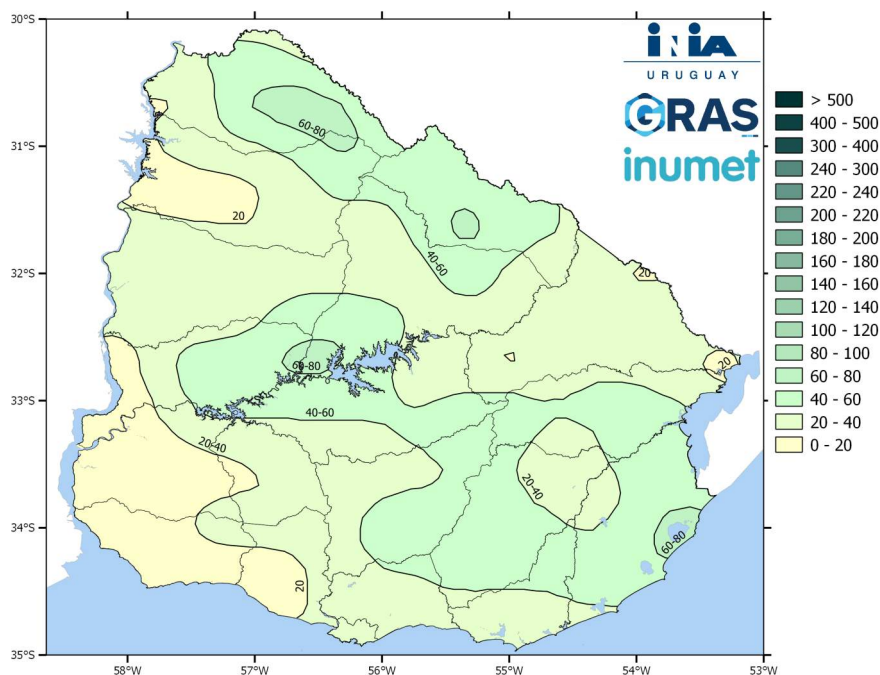 30°S
31°S
32°S
33°S
34°S
35°S
58°W
57°W
56°W
55°W
54°W
53°W
INIA
URUGUAY
GRAS
inumet
> 500
400 - 500
300 - 400
240 - 300
220 - 240
200 - 220
180 - 200
160 - 180
140 - 160
120 - 140
100 - 120
80 - 100
60 - 80
40 - 60
20 - 40
0 - 20
60-80
20
40-60
20
60-80
20
40-60
20-40
20-40
60-80
20